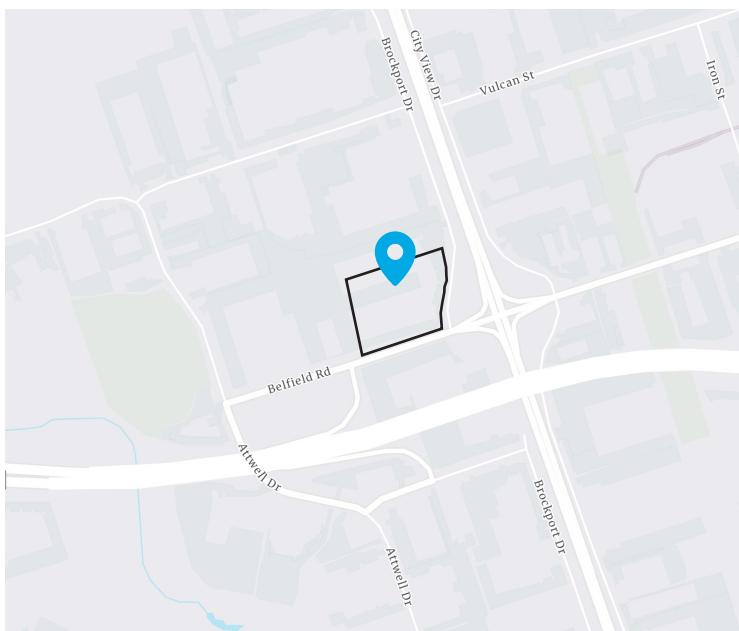 City View Dr
Brockport Dr
Vulcan St
Iron St
Belfield Rd
Attwell Dr
Brockport Dr
Attwell Dr